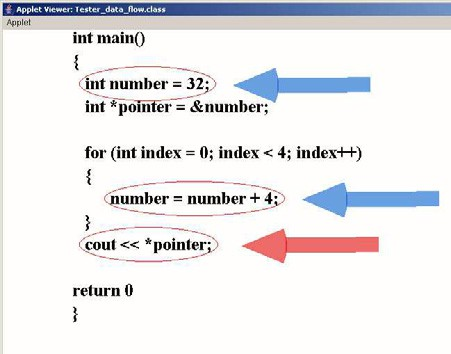 Applet Viewer: Tester_data_flow.class
Applet
int main()
{
int number = 32;
int *pointer = &number;
for (int index = 0; index < 4; index++)
{
number = number + 4;
}
cout << *pointer;
return 0
}